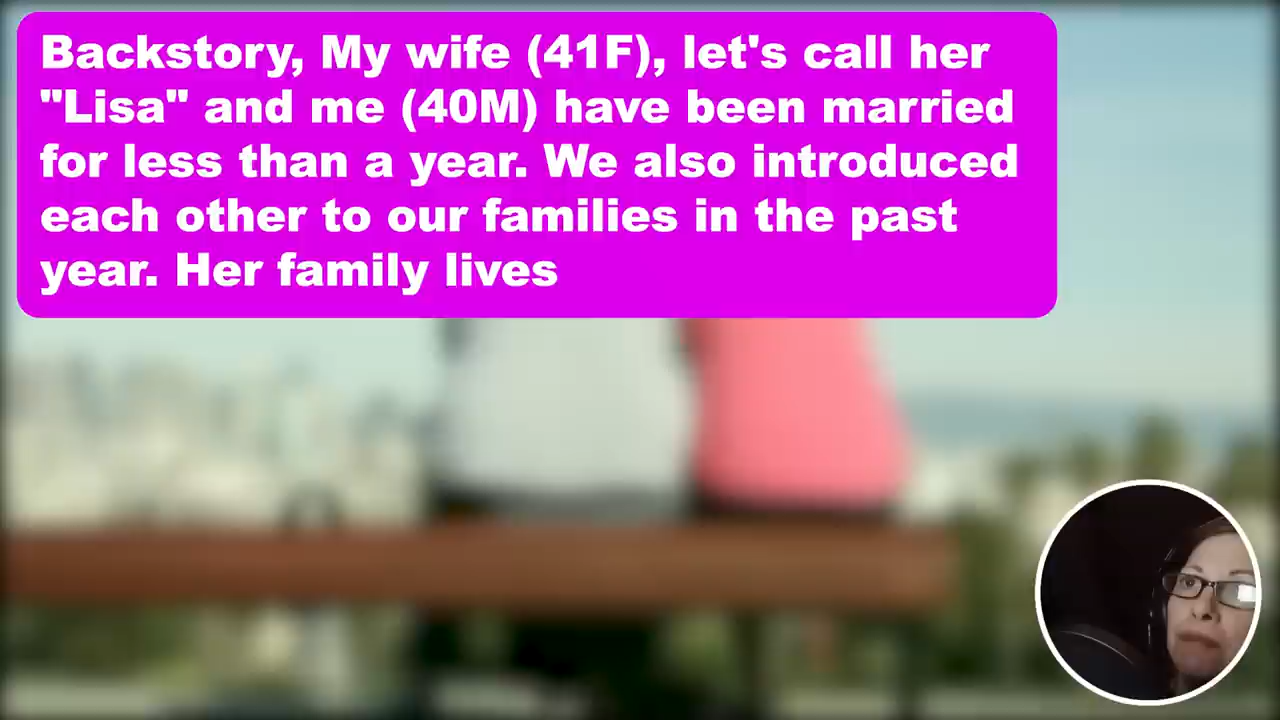 Backstory, My wife (41F), let's call her
"Lisa" and me (40M) have been married
for less than a year. We also introduced
each other to our families in the past
year. Her family lives